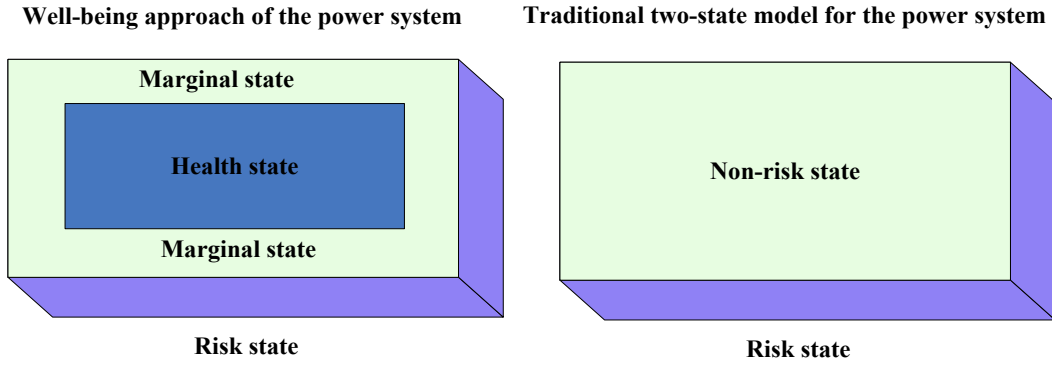 Well-being approach of the power system
Marginal state
Health state
Marginal state
Risk state
Traditional two-state model for the power system
Non-risk state
Risk state